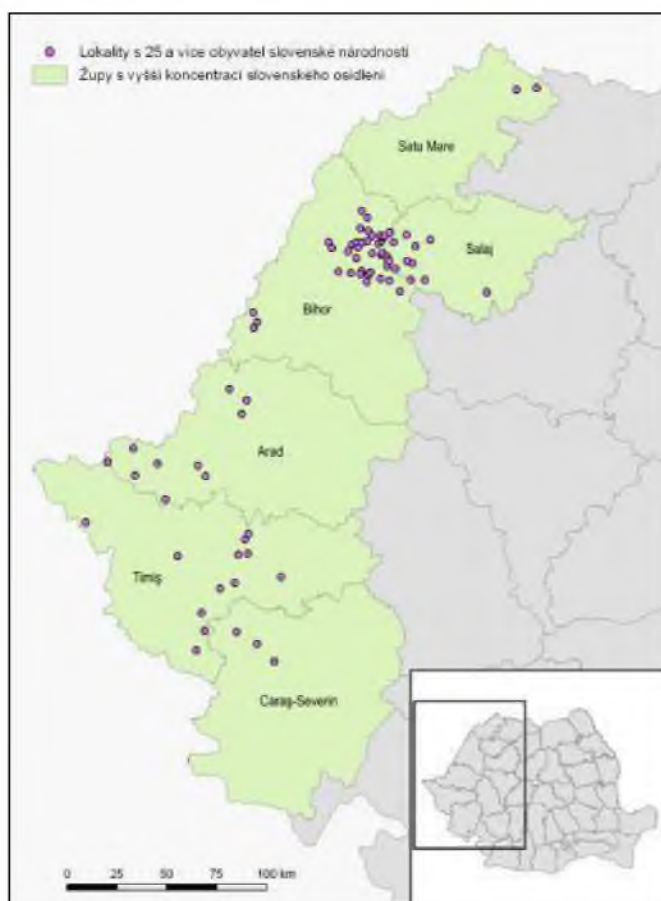 Lokality s 25 a více obyvatel slovenské národnosti
Župy s vyšší koncentrací slovenského osídlení
Satu Mare
Salaj
Bihor
Arad
Timiş
Caraş-Severin
0 25 50 75 100 km